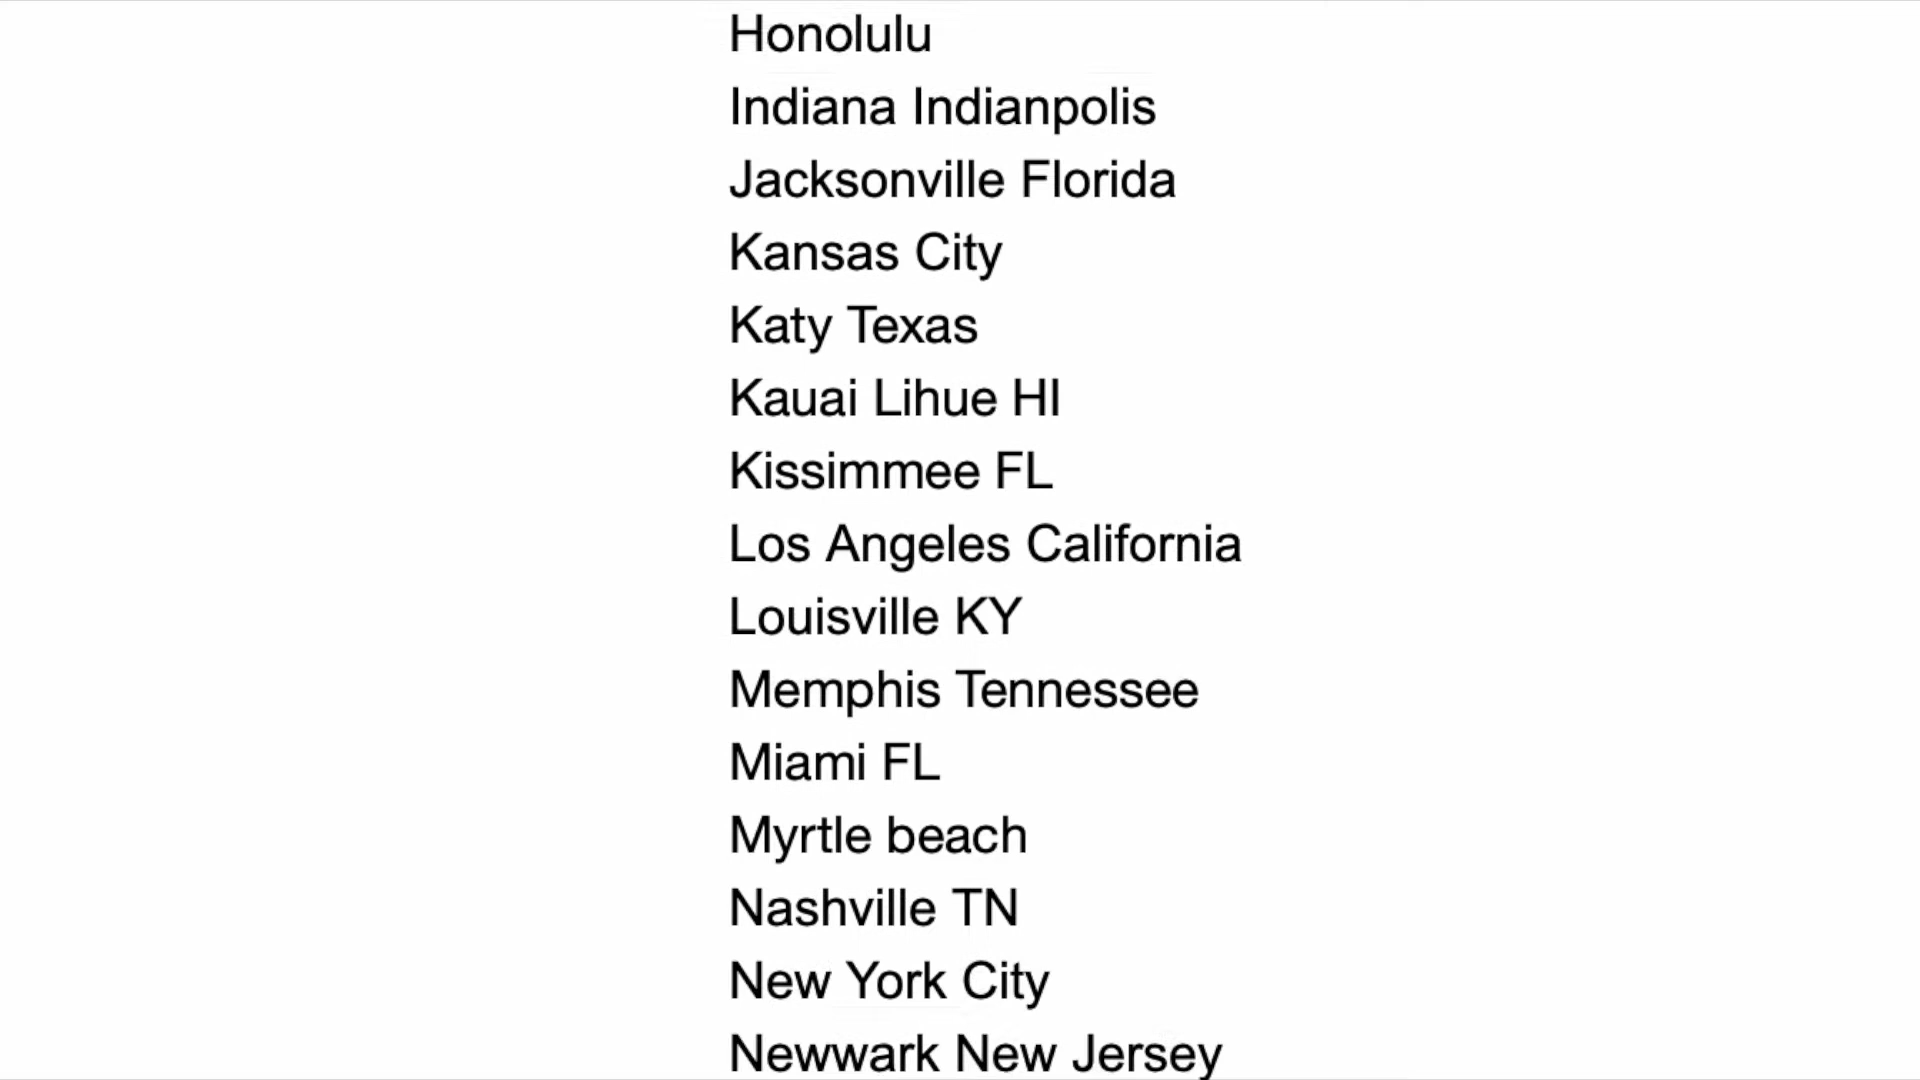 Honolulu
Indiana Indianpolis
Jacksonville Florida
Kansas City
Katy Texas
Kauai Lihue HI
Kissimmee FL
Los Angeles California
Louisville KY
Memphis Tennessee
Miami FL
Myrtle beach
Nashville TN
New York City
Newwark New Jersey